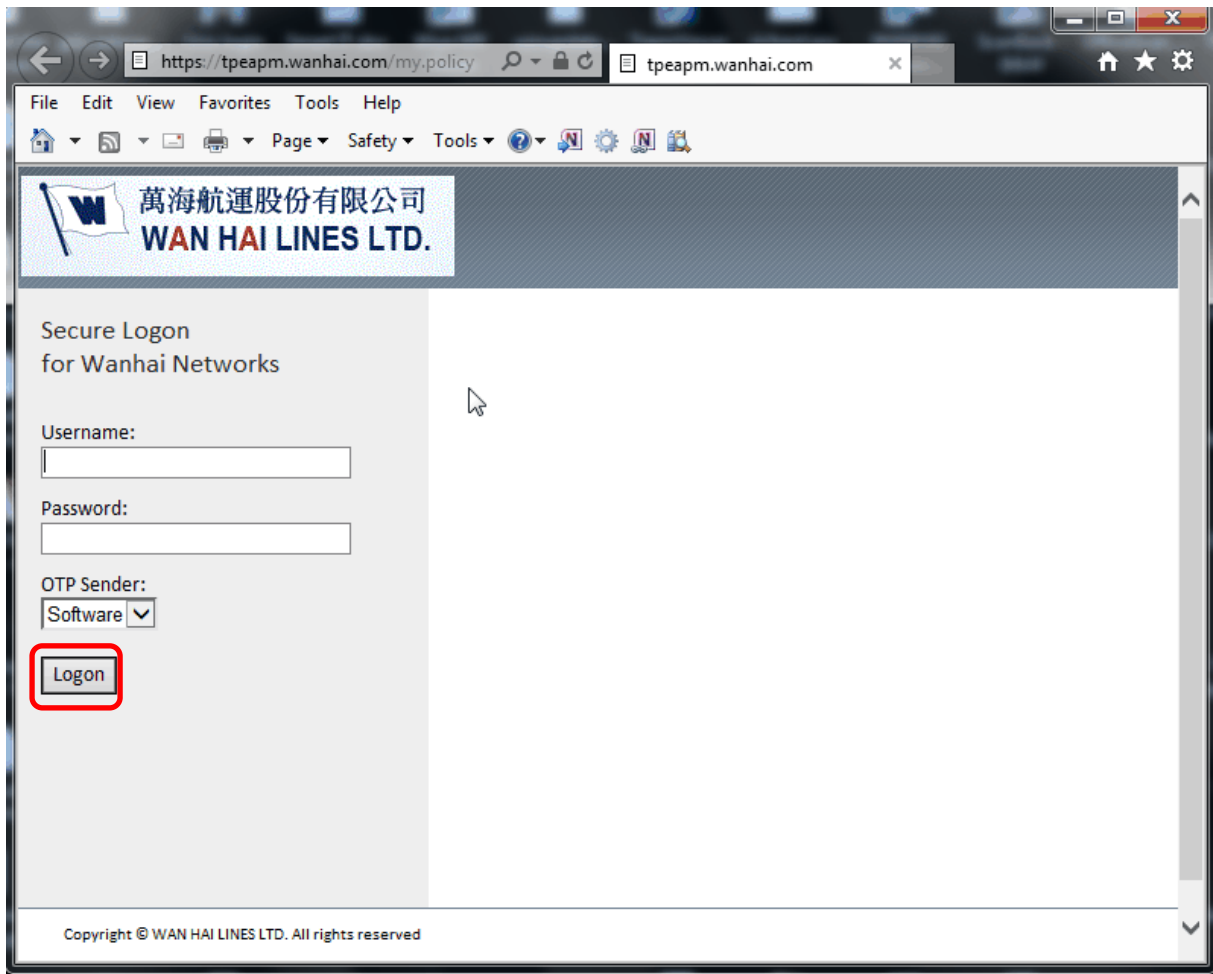 https://tpeapm.wanhai.com/my.policy
tpeapm.wanhai.com
File Edit View Favorites Tools Help
Page Safety Tools
萬海航運股份有限公司
WAN HAI LINES LTD.
Secure Logon
for Wanhai Networks
Username:
Password:
OTP Sender:
Software
Logon
Copyright © WAN HAI LINES LTD. All rights reserved